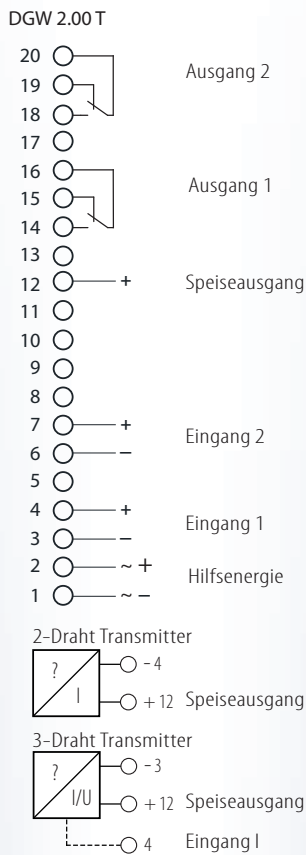 DGW 2.00 T
20
19 Ausgang 2
18
17
16
15 Ausgang 1
14
13
12 + Speiseausgang
11
10
9
8
7 +
Eingang 2
6 −
5
4 +
Eingang 1
3 −
2 ~ +
Hilfsenergie
1 ~ −
2-Draht Transmitter
? I
- 4
+ 12 Speiseausgang
3-Draht Transmitter
? I/U
- 3
+ 12 Speiseausgang
4 Eingang I